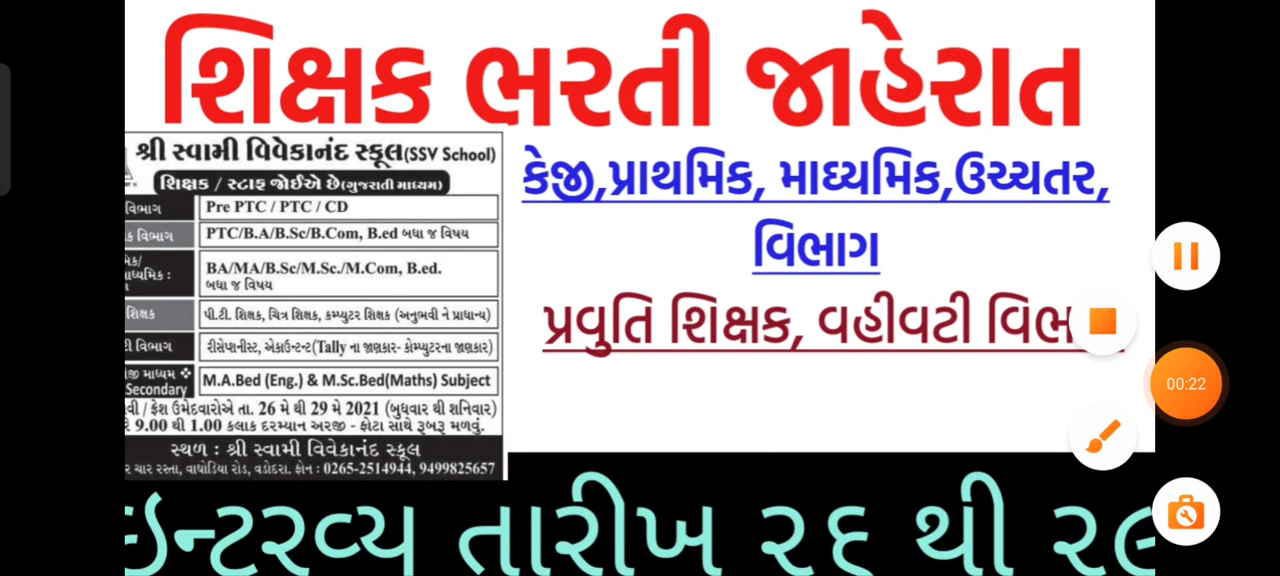 શિક્ષક ભરતી જાહેરાત
શ્રી સ્વામી વિવેકાનંદ સ્કૂલ(SSV School)
શિક્ષક / સ્ટાફ જોઈએ છે(ગુજરાતી માધ્યમ)
વિભાગ Pre PTC / PTC / CD
ક વિભાગ PTC/B.A/B.Sc/B.Com, B.ed બધા જ વિષય
મિક/
ાધ્યમિક : BA/MA/B.Sc/M.Sc./M.Com, B.ed.
બધા જ વિષય
શિક્ષક પી.ટી. શિક્ષક, ચિત્ર શિક્ષક, કમ્પ્યુટર શિક્ષક (અનુભવી ને પ્રાધાન્ય)
ટી વિભાગ રીસેપાનીસ્ટ, એકાઉન્ટન્ટ(Tally ના જાણકાર- કોમ્પ્યુટરના જાણકાર)
જી માધ્યમ ❖
Secondary M.A.Bed (Eng.) & M.Sc.Bed(Maths) Subject
વી / ફ્રેશ ઉમેદવારોએ તા. 26 મે થી 29 મે 2021 (બુધવાર થી શનિવાર)
રે 9.00 થી 1.00 કલાક દરમ્યાન અરજી - ફોટા સાથે રૂબરૂ મળવું.
સ્થળ : શ્રી સ્વામી વિવેકાનંદ સ્કૂલ
ર ચાર રસ્તા, વાઘોડિયા રોડ, વડોદરા. ફોન : 0265-2514944, 9499825657
કેજી,પ્રાથમિક, માધ્યમિક,ઉચ્ચતર,
વિભાગ
પ્રવુતિ શિક્ષક, વહીવટી વિભ
00:22
ઇન્ટરવ્ય તારીખ ૨૬ થી ૨૯